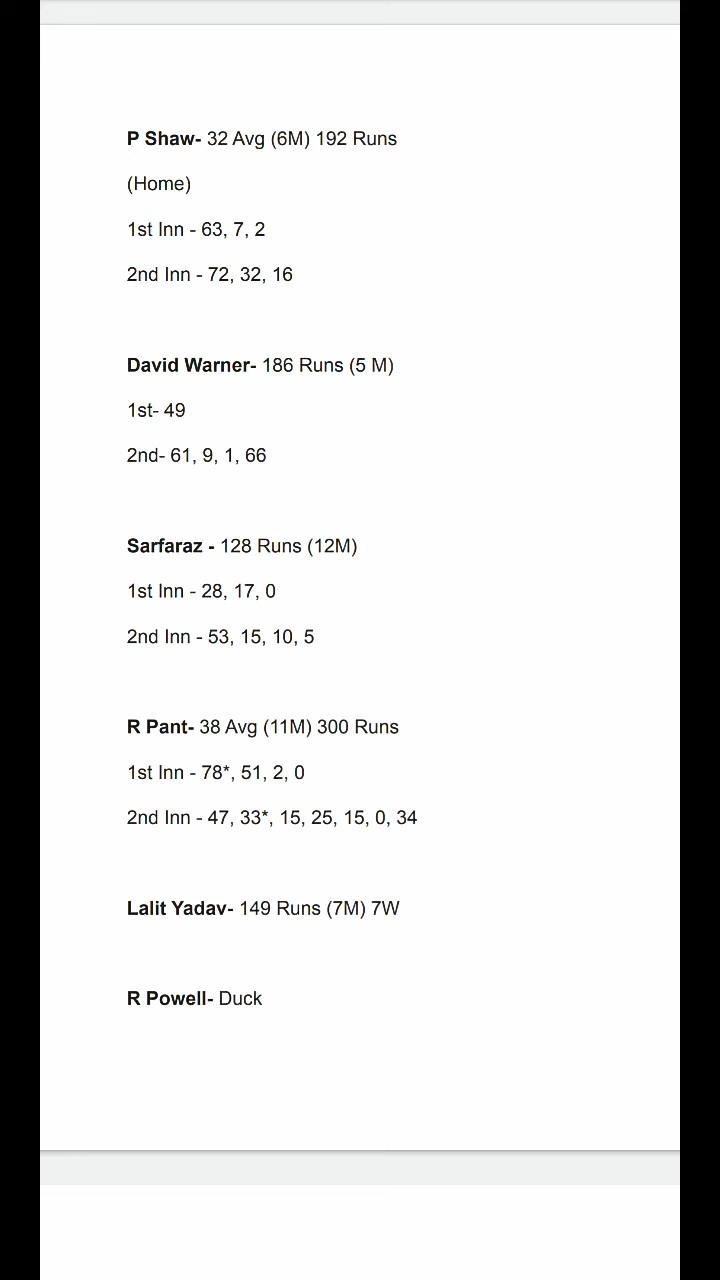 P Shaw- 32 Avg (6M) 192 Runs
(Home)
1st Inn - 63, 7, 2
2nd Inn - 72, 32, 16
David Warner- 186 Runs (5 M)
1st- 49
2nd- 61, 9, 1, 66
Sarfaraz - 128 Runs (12M)
1st Inn - 28, 17, 0
2nd Inn - 53, 15, 10, 5
R Pant- 38 Avg (11M) 300 Runs
1st Inn - 78*, 51, 2, 0
2nd Inn - 47, 33*, 15, 25, 15, 0, 34
Lalit Yadav- 149 Runs (7M) 7W
R Powell- Duck